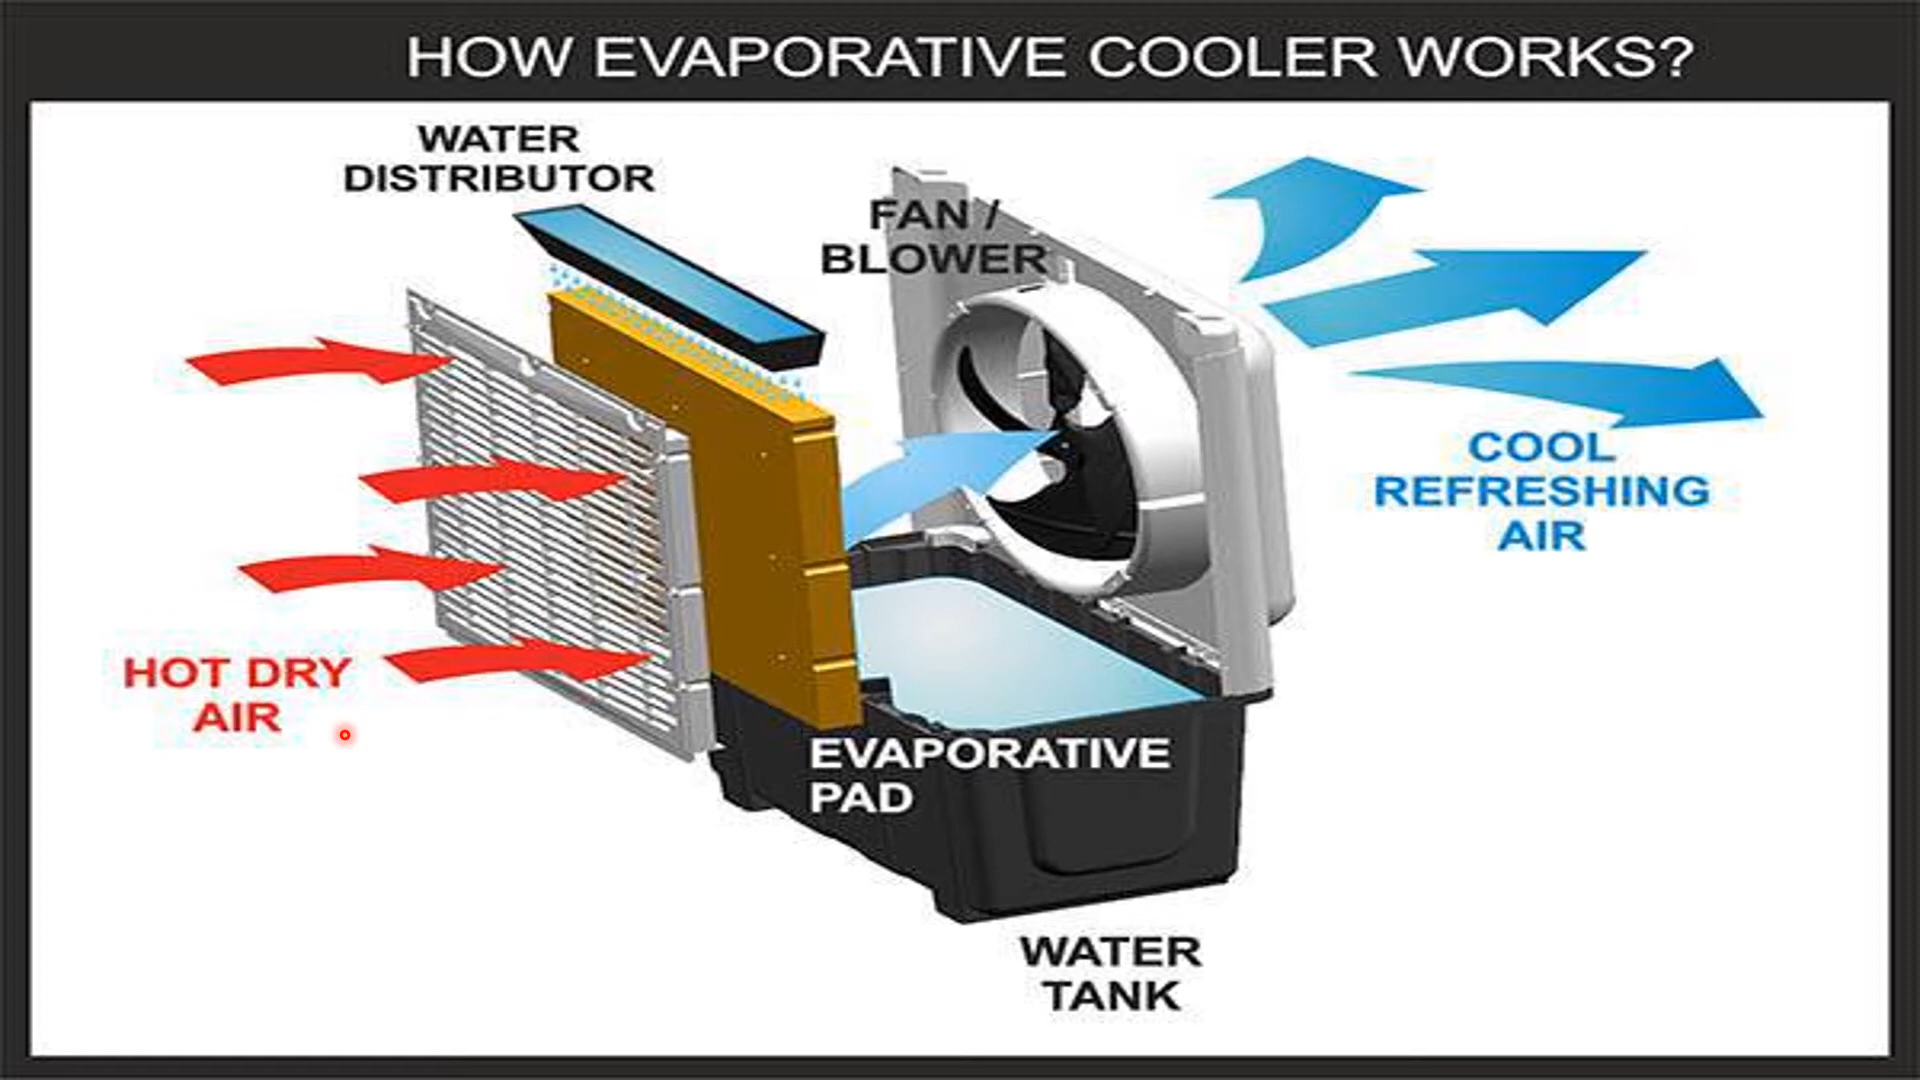 HOW EVAPORATIVE COOLER WORKS?
WATER
DISTRIBUTOR
FAN /
BLOWER
COOL
REFRESHING
AIR
HOT DRY
AIR
EVAPORATIVE
PAD
WATER
TANK